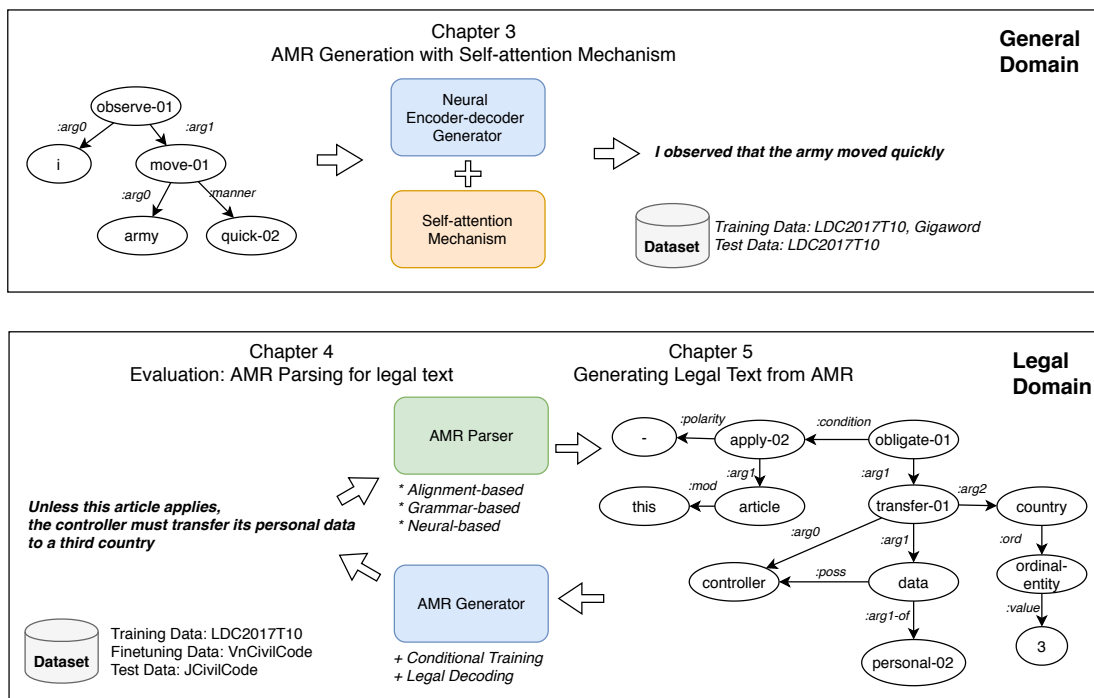 Chapter 3
AMR Generation with Self-attention Mechanism
General
Domain
observe-01
:arg0
:arg1
i
move-01
:arg0
:manner
army
quick-02
Neural
Encoder-decoder
Generator
Self-attention
Mechanism
I observed that the army moved quickly
Dataset
Training Data: LDC2017T10, Gigaword
Test Data: LDC2017T10
Chapter 4
Evaluation: AMR Parsing for legal text
Chapter 5
Generating Legal Text from AMR
Legal
Domain
Unless this article applies,
the controller must transfer its personal data
to a third country
AMR Parser
* Alignment-based
* Grammar-based
* Neural-based
AMR Generator
+ Conditional Training
+ Legal Decoding
Dataset
Training Data: LDC2017T10
Finetuning Data: VnCivilCode
Test Data: JCivilCode
-
:polarity
apply-02
:condition
obligate-01
:arg1
:arg1
this
:mod
article
transfer-01
:arg2
country
:arg0
:arg1
:ord
controller
:poss
data
ordinal-
entity
:arg1-of
:value
personal-02
3